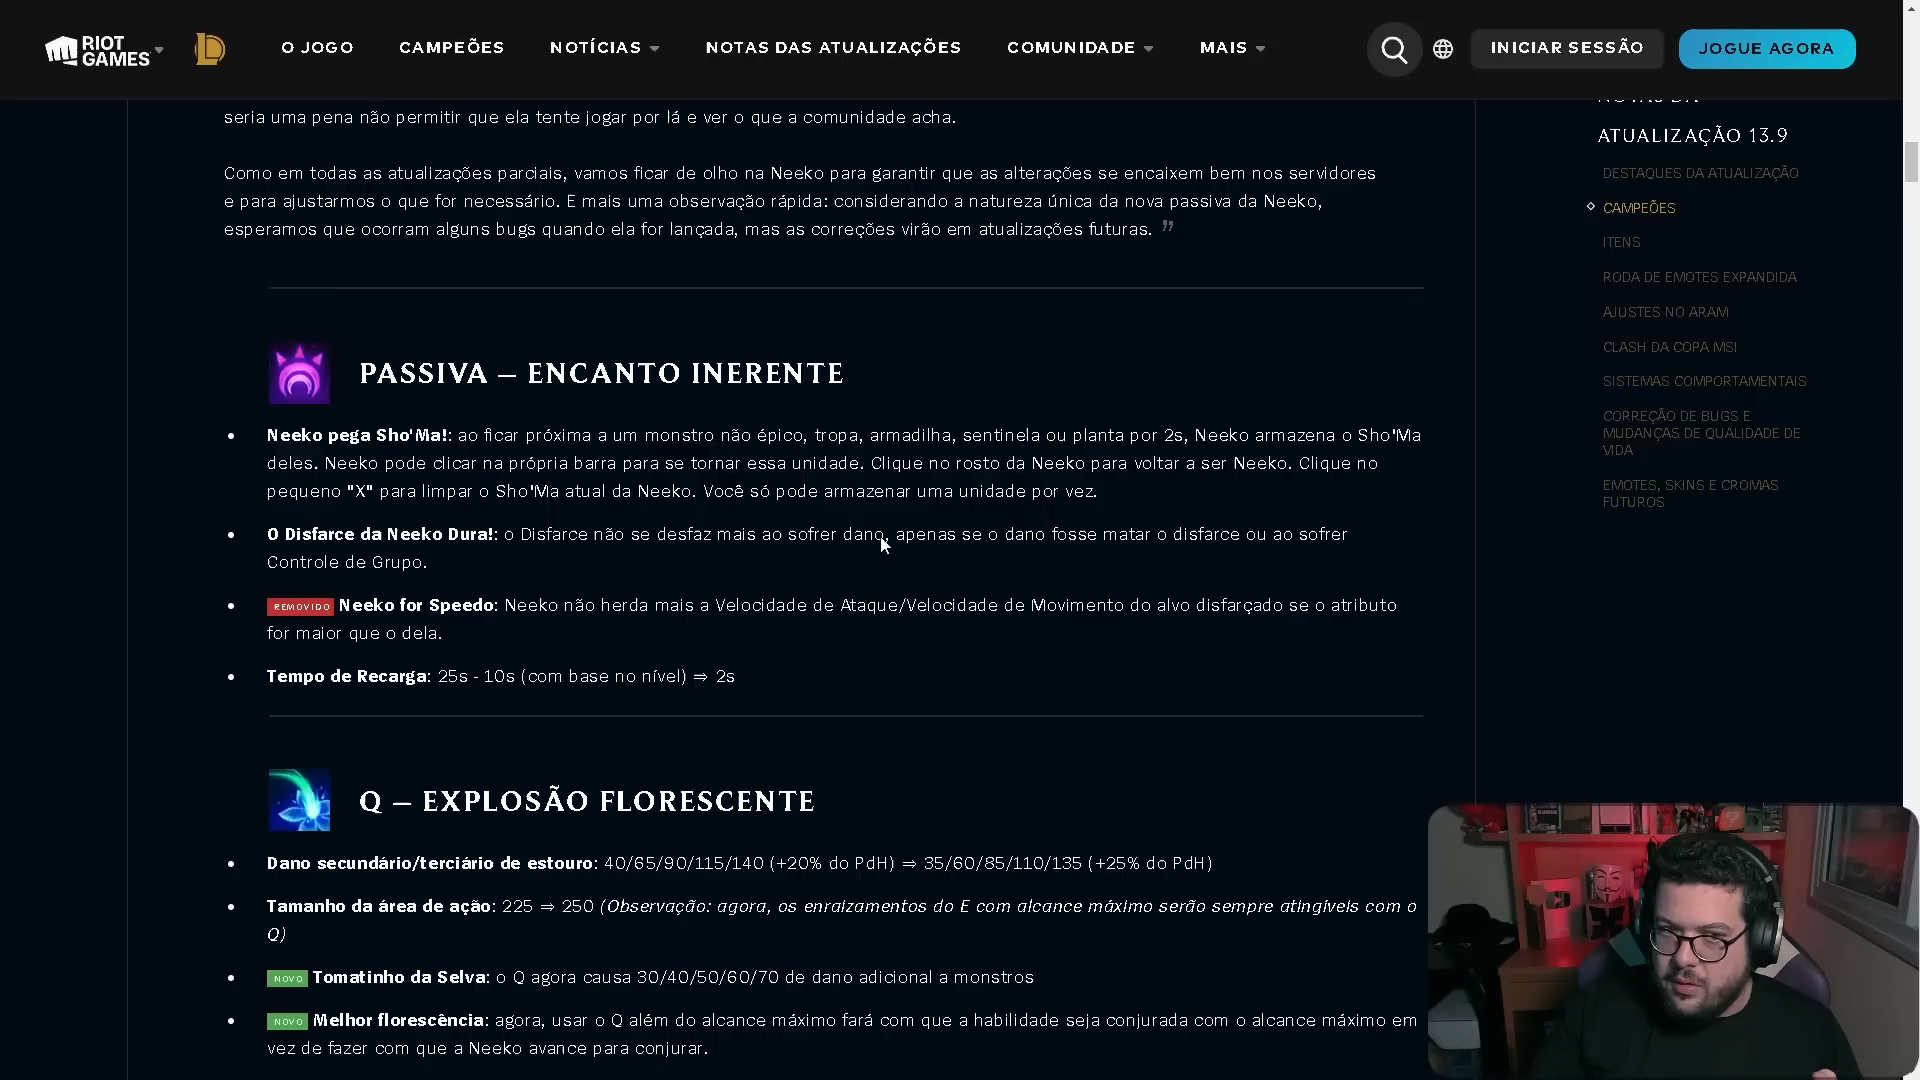 RIOT GAMES
O JOGO
CAMPEÕES
NOTÍCIAS
NOTAS DAS ATUALIZAÇÕES
COMUNIDADE
MAIS
INICIAR SESSÃO
JOGUE AGORA
seria uma pena não permitir que ela tente jogar por lá e ver o que a comunidade acha.
Como em todas as atualizações parciais, vamos ficar de olho na Neeko para garantir que as alterações se encaixem bem nos servidores
e para ajustarmos o que for necessário. E mais uma observação rápida: considerando a natureza única da nova passiva da Neeko,
esperamos que ocorram alguns bugs quando ela for lançada, mas as correções virão em atualizações futuras. ”
PASSIVA – ENCANTO INERENTE
• Neeko pega Sho'Ma!: ao ficar próxima a um monstro não épico, tropa, armadilha, sentinela ou planta por 2s, Neeko armazena o Sho'Ma
deles. Neeko pode clicar na própria barra para se tornar essa unidade. Clique no rosto da Neeko para voltar a ser Neeko. Clique no
pequeno "X" para limpar o Sho'Ma atual da Neeko. Você só pode armazenar uma unidade por vez.
• O Disfarce da Neeko Dura!: o Disfarce não se desfaz mais ao sofrer dano, apenas se o dano fosse matar o disfarce ou ao sofrer
Controle de Grupo.
• REMOVIDO Neeko for Speedo: Neeko não herda mais a Velocidade de Ataque/Velocidade de Movimento do alvo disfarçado se o atributo
for maior que o dela.
• Tempo de Recarga: 25s - 10s (com base no nível) ⇒ 2s
Q – EXPLOSÃO FLORESCENTE
• Dano secundário/terciário de estouro: 40/65/90/115/140 (+20% do PdH) ⇒ 35/60/85/110/135 (+25% do PdH)
• Tamanho da área de ação: 225 ⇒ 250 (Observação: agora, os enraizamentos do E com alcance máximo serão sempre atingíveis com o
Q)
• NOVO Tomatinho da Selva: o Q agora causa 30/40/50/60/70 de dano adicional a monstros
• NOVO Melhor florescência: agora, usar o Q além do alcance máximo fará com que a habilidade seja conjurada com o alcance máximo em
vez de fazer com que a Neeko avance para conjurar.
NOTAS DA
ATUALIZAÇÃO 13.9
DESTAQUES DA ATUALIZAÇÃO
CAMPEÕES
ITENS
RODA DE EMOTES EXPANDIDA
AJUSTES NO ARAM
CLASH DA COPA MSI
SISTEMAS COMPORTAMENTAIS
CORREÇÃO DE BUGS E
MUDANÇAS DE QUALIDADE DE
VIDA
EMOTES, SKINS E CROMAS
FUTUROS